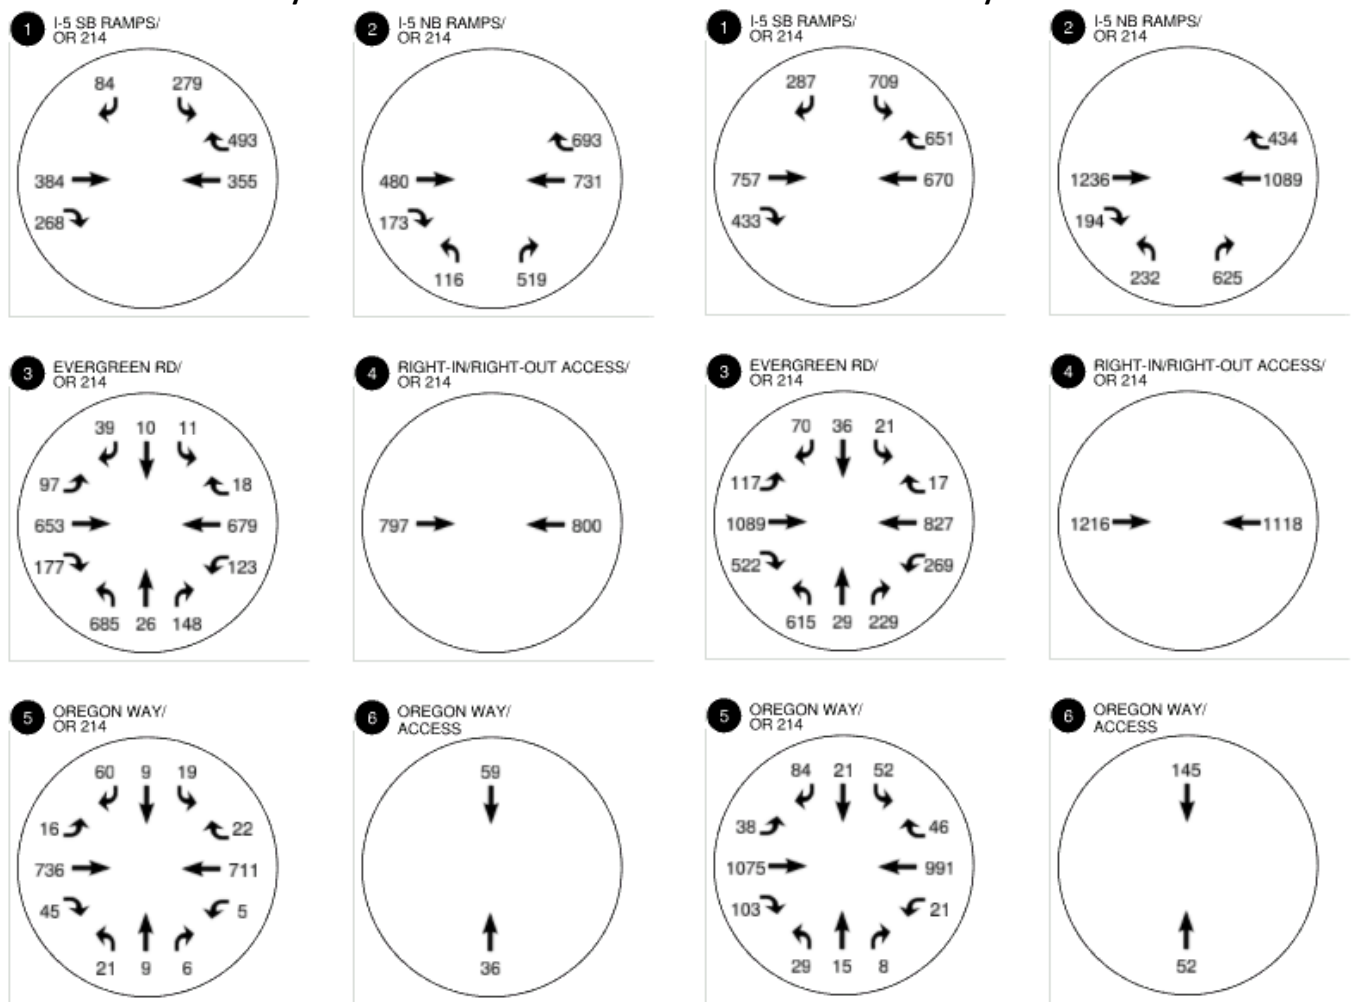 1 I-5 SB RAMPS/
OR 214
84 279
493
384 355
268
2 I-5 NB RAMPS/
OR 214
693
480 731
173
116 519
1 I-5 SB RAMPS/
OR 214
287 709
651
757 670
433
2 I-5 NB RAMPS/
OR 214
434
1236 1089
194
232 625
3 EVERGREEN RD/
OR 214
39 10 11
97 18
653 679
177 123
685 26 148
4 RIGHT-IN/RIGHT-OUT ACCESS/
OR 214
797 800
3 EVERGREEN RD/
OR 214
70 36 21
117 17
1089 827
522 269
615 29 229
4 RIGHT-IN/RIGHT-OUT ACCESS/
OR 214
1216 1118
5 OREGON WAY/
OR 214
60 9 19
16 22
736 711
45 5
21 9 6
6 OREGON WAY/
ACCESS
59
36
5 OREGON WAY/
OR 214
84 21 52
38 46
1075 991
103 21
29 15 8
6 OREGON WAY/
ACCESS
145
52